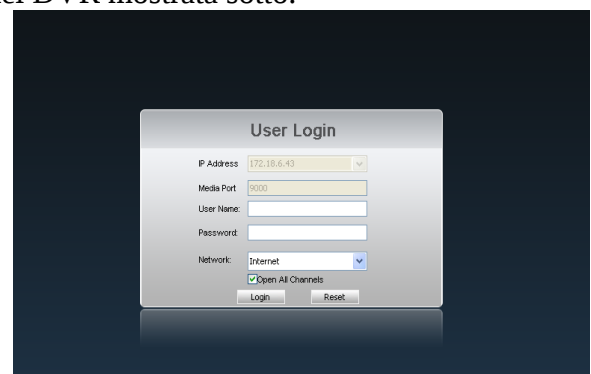 DVR mostrata sotto.
User Login
IP Address 172.18.6.43
Media Port 9000
User Name:
Password:
Network: Internet
Open All Channels
Login Reset